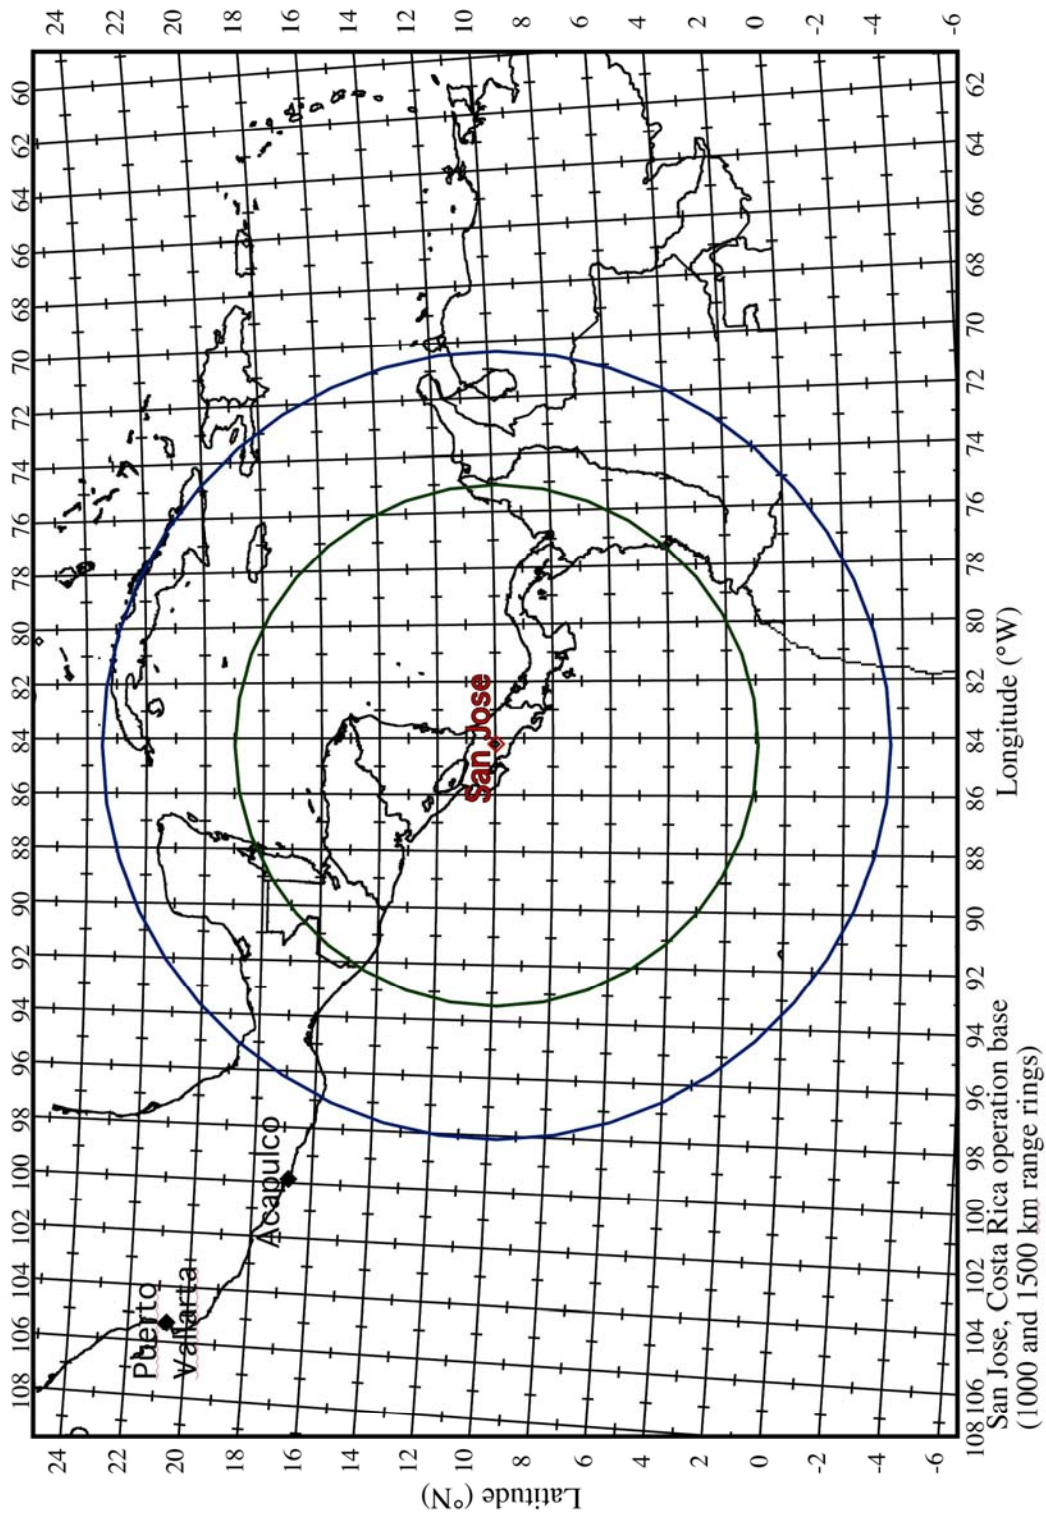 108 106 104 102 100 98 96 94 92 90 88 86 84 82 80 78 76 74 72 70 68 66 64 62 60
24 24
22 22
20 20
18 18
16 16
14 14
12 12
10 10
8 8
6 6
4 4
2 2
0 0
-2 -2
-4 -4
-6 -6
Latitude (°N)
Puerto
Vallarta
Acapulco
San Jose
108 106 104 102 100 98 96 94 92 90 88 86 84 82 80 78 76 74 72 70 68 66 64 62
Longitude (°W)
San Jose, Costa Rica operation base
(1000 and 1500 km range rings)